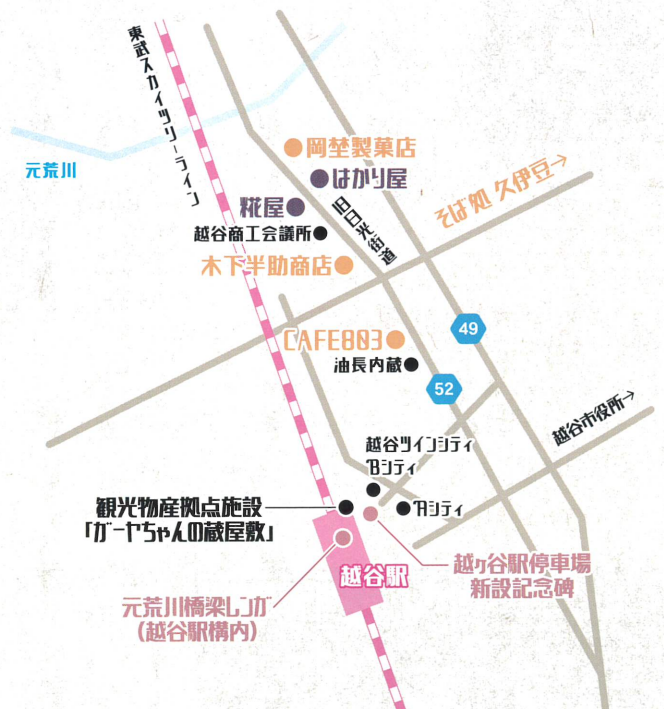 東武スカイツリーライン
元荒川
岡埜製菓店
はかり屋
糀屋
越谷商工会議所
木下半助商店
旧日光街道
そば処 久伊豆→
CAFE803
油長内蔵
49
52
越谷市役所→
越谷ツインシティ
Bシティ
Aシティ
観光物産拠点施設
「ガーヤちゃんの蔵屋敷」
越谷駅
越ヶ谷駅停車場
新設記念碑
元荒川橋梁レンガ
(越谷駅構内)